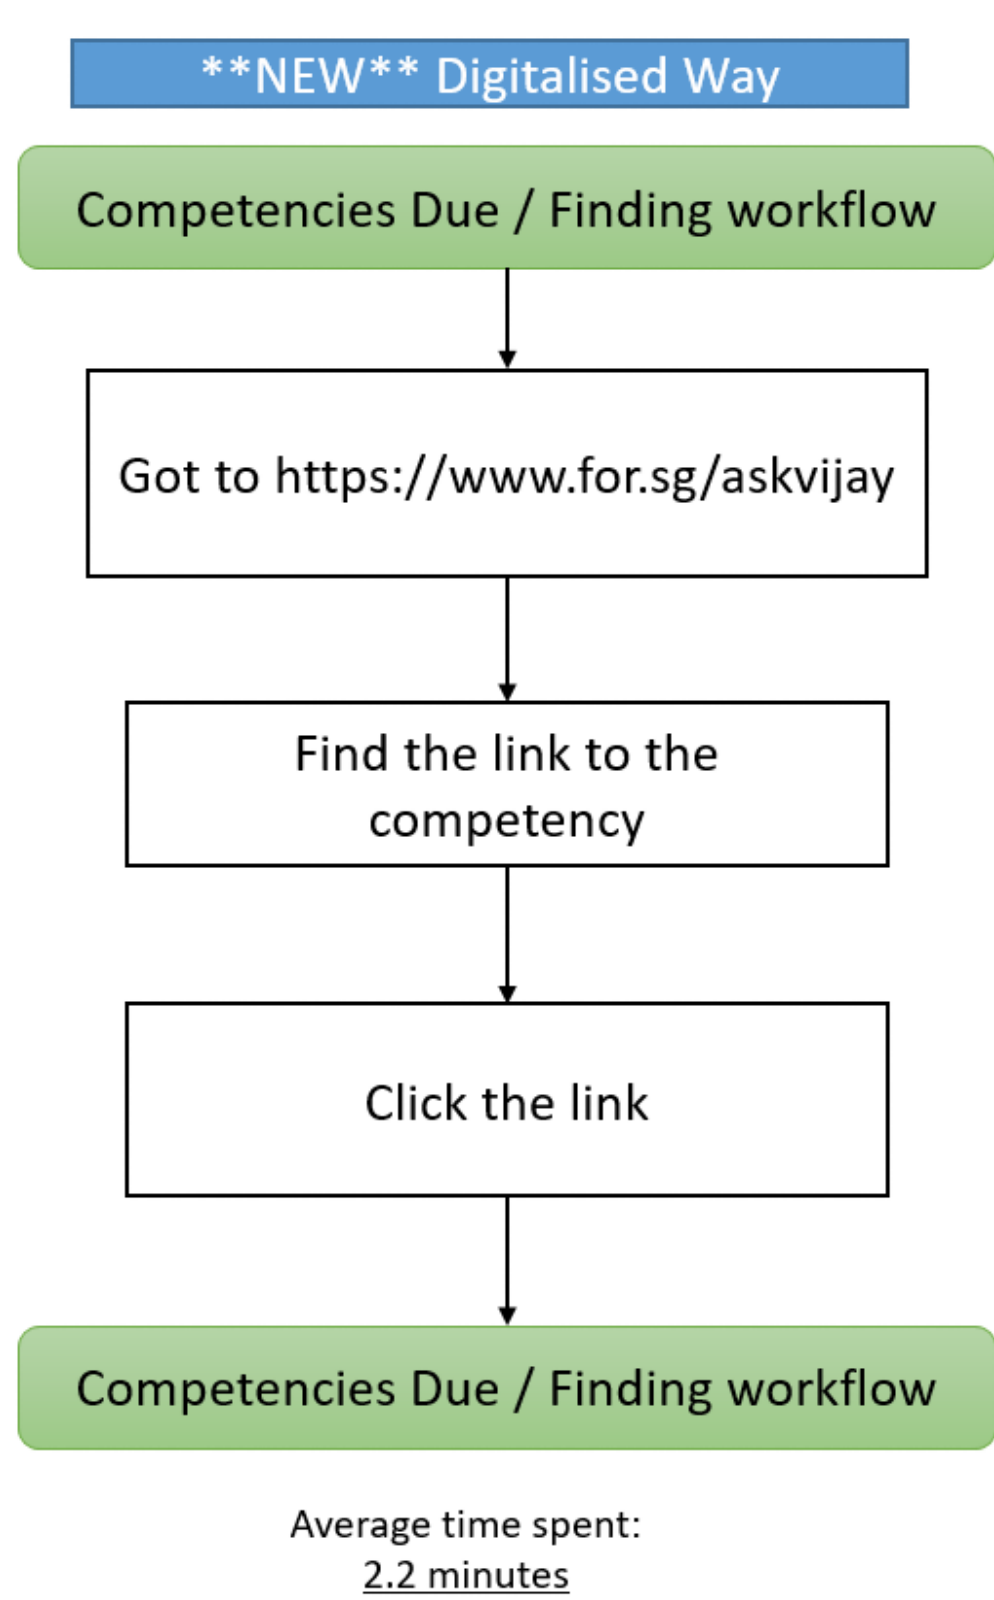 **NEW** Digitalised Way
Competencies Due / Finding workflow
Got to https://www.for.sg/askvijay
Find the link to the
competency
Click the link
Competencies Due / Finding workflow
Average time spent:
2.2 minutes